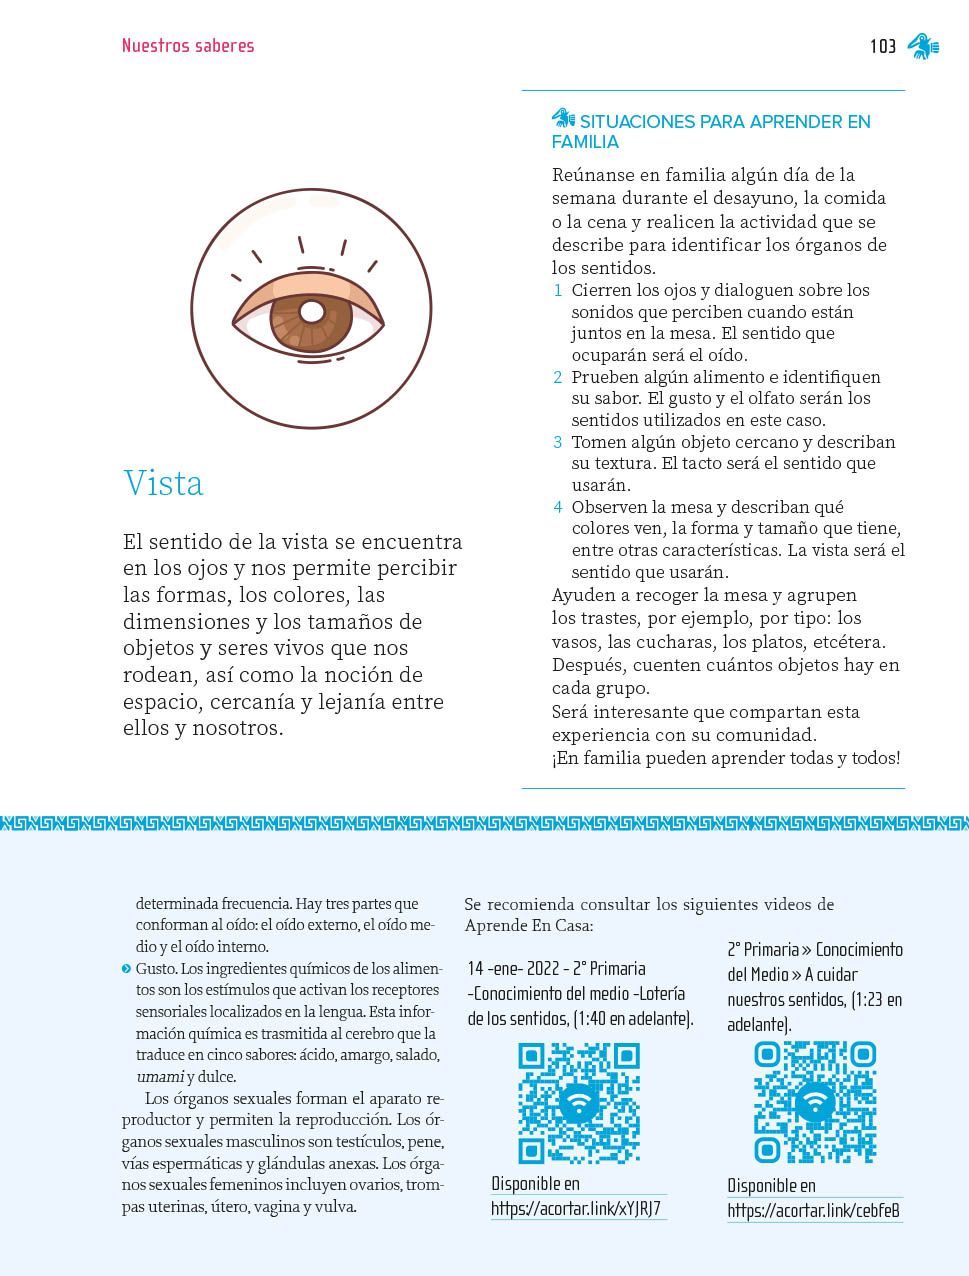 Nuestros saberes
103
Vista
El sentido de la vista se encuentra
en los ojos y nos permite percibir
las formas, los colores, las
dimensiones y los tamaños de
objetos y seres vivos que nos
rodean, así como la noción de
espacio, cercanía y lejanía entre
ellos y nosotros.
SITUACIONES PARA APRENDER EN
FAMILIA
Reúnanse en familia algún día de la
semana durante el desayuno, la comida
o la cena y realicen la actividad que se
describe para identificar los órganos de
los sentidos.
1 Cierren los ojos y dialoguen sobre los
sonidos que perciben cuando están
juntos en la mesa. El sentido que
ocuparán será el oído.
2 Prueben algún alimento e identifiquen
su sabor. El gusto y el olfato serán los
sentidos utilizados en este caso.
3 Tomen algún objeto cercano y describan
su textura. El tacto será el sentido que
usarán.
4 Observen la mesa y describan qué
colores ven, la forma y tamaño que tiene,
entre otras características. La vista será el
sentido que usarán.
Ayuden a recoger la mesa y agrupen
los trastes, por ejemplo, por tipo: los
vasos, las cucharas, los platos, etcétera.
Después, cuenten cuántos objetos hay en
cada grupo.
Será interesante que compartan esta
experiencia con su comunidad.
¡En familia pueden aprender todas y todos!
determinada frecuencia. Hay tres partes que
conforman al oído: el oído externo, el oído me-
dio y el oído interno.
Gusto. Los ingredientes químicos de los alimen-
tos son los estímulos que activan los receptores
sensoriales localizados en la lengua. Esta infor-
mación química es trasmitida al cerebro que la
traduce en cinco sabores: ácido, amargo, salado,
umami y dulce.
Los órganos sexuales forman el aparato re-
productor y permiten la reproducción. Los ór-
ganos sexuales masculinos son testículos, pene,
vías espermáticas y glándulas anexas. Los órga-
nos sexuales femeninos incluyen ovarios, trom-
pas uterinas, útero, vagina y vulva.
Se recomienda consultar los siguientes videos de
Aprende En Casa:
14 -ene- 2022 - 2° Primaria
-Conocimiento del medio -Lotería
de los sentidos, (1:40 en adelante).
Disponible en
https://acortar.link/xYJRJ7
2° Primaria » Conocimiento
del Medio » A cuidar
nuestros sentidos, (1:23 en
adelante).
Disponible en
https://acortar.link/cebfeB